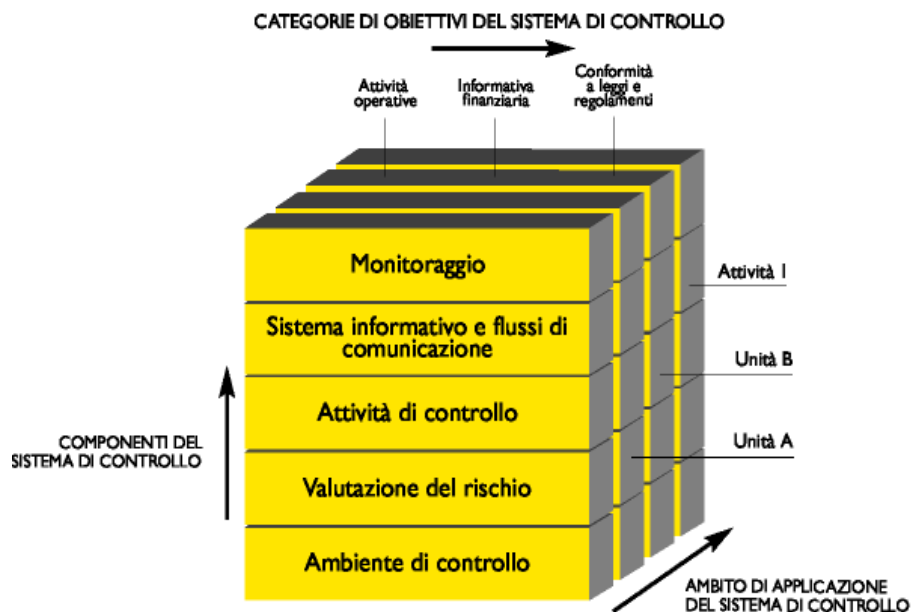 CATEGORIE DI OBIETTIVI DEL SISTEMA DI CONTROLLO
Attività
operative
Informativa
finanziaria
Conformità
a leggi e
regolamenti
Monitoraggio
Sistema informativo e flussi di
comunicazione
Attività di controllo
Valutazione del rischio
Ambiente di controllo
Attività 1
Unità B
Unità A
COMPONENTI DEL
SISTEMA DI CONTROLLO
AMBITO DI APPLICAZIONE
DEL SISTEMA DI CONTROLLO